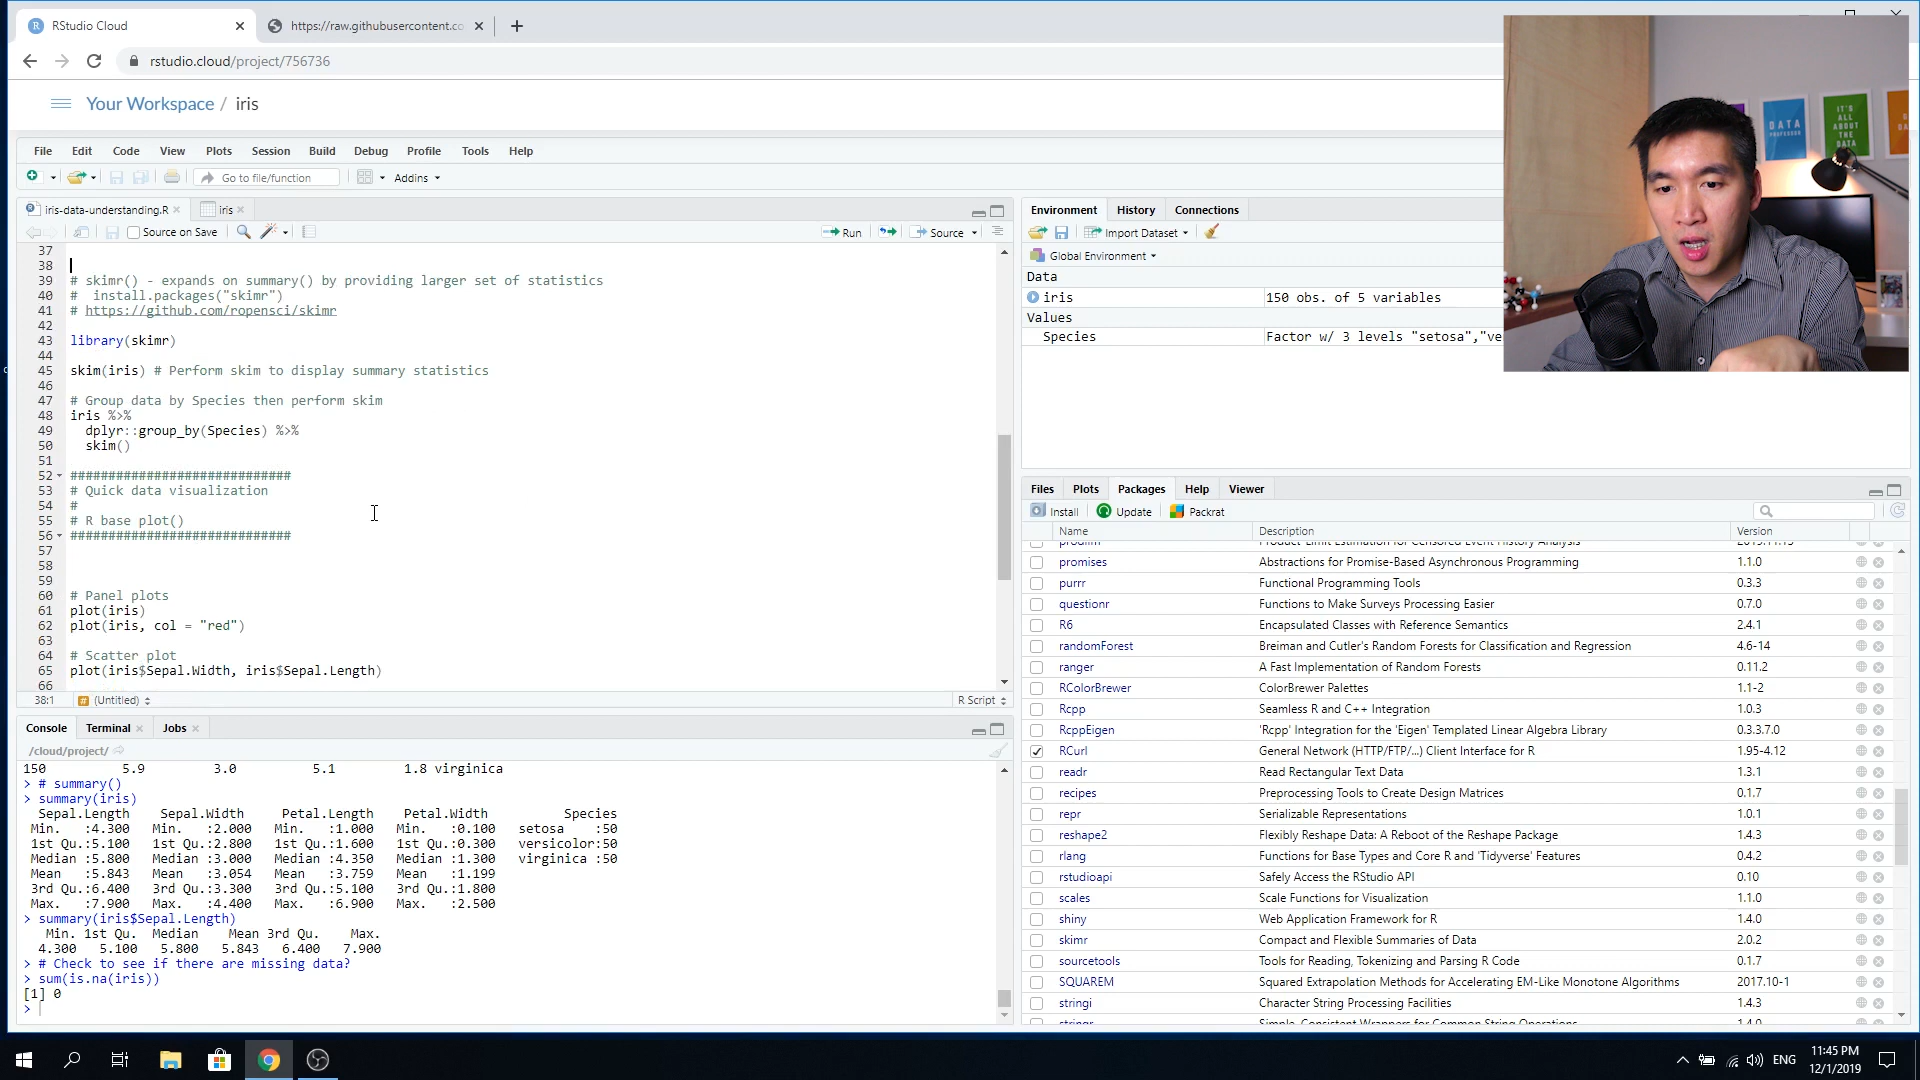 RStudio Cloud
https://raw.githubusercontent.co
rstudio.cloud/project/756736
Your Workspace / iris
File Edit Code View Plots Session Build Debug Profile Tools Help
Go to file/function
Addins
iris-data-understanding.R
iris
Source on Save
Run
Source
37
38
39 # skimr() - expands on summary() by providing larger set of statistics
40 #  install.packages("skimr")
41 # https://github.com/ropensci/skimr
42
43 library(skimr)
44
45 skim(iris) # Perform skim to display summary statistics
46
47 # Group data by Species then perform skim
48 iris %>%
49   dplyr::group_by(Species) %>%
50   skim()
51
52 #############################
53 # Quick data visualization
54 #
55 # R base plot()
56 #############################
57
58
59
60 # Panel plots
61 plot(iris)
62 plot(iris, col = "red")
63
64 # Scatter plot
65 plot(iris$Sepal.Width, iris$Sepal.Length)
66
38:1 (Untitled) R Script
Console Terminal Jobs
/cloud/project/
150 5.9 3.0 5.1 1.8 virginica
> # summary()
> summary(iris)
Sepal.Length Sepal.Width Petal.Length Petal.Width Species
Min. :4.300 Min. :2.000 Min. :1.000 Min. :0.100 setosa :50
1st Qu.:5.100 1st Qu.:2.800 1st Qu.:1.600 1st Qu.:0.300 versicolor:50
Median :5.800 Median :3.000 Median :4.350 Median :1.300 virginica :50
Mean :5.843 Mean :3.054 Mean :3.759 Mean :1.199
3rd Qu.:6.400 3rd Qu.:3.300 3rd Qu.:5.100 3rd Qu.:1.800
Max. :7.900 Max. :4.400 Max. :6.900 Max. :2.500
> summary(iris$Sepal.Length)
Min. 1st Qu. Median Mean 3rd Qu. Max.
4.300 5.100 5.800 5.843 6.400 7.900
> # Check to see if there are missing data?
> sum(is.na(iris))
[1] 0
>
Environment History Connections
Import Dataset
Global Environment
Data
iris 150 obs. of 5 variables
Values
Species Factor w/ 3 levels "setosa","ve
Files Plots Packages Help Viewer
Install Update Packrat
Name Description Version
promises Abstractions for Promise-Based Asynchronous Programming 1.1.0
purrr Functional Programming Tools 0.3.3
questionr Functions to Make Surveys Processing Easier 0.7.0
R6 Encapsulated Classes with Reference Semantics 2.4.1
randomForest Breiman and Cutler's Random Forests for Classification and Regression 4.6-14
ranger A Fast Implementation of Random Forests 0.11.2
RColorBrewer ColorBrewer Palettes 1.1-2
Rcpp Seamless R and C++ Integration 1.0.3
RcppEigen 'Rcpp' Integration for the 'Eigen' Templated Linear Algebra Library 0.3.3.7.0
RCurl General Network (HTTP/FTP/...) Client Interface for R 1.95-4.12
readr Read Rectangular Text Data 1.3.1
recipes Preprocessing Tools to Create Design Matrices 0.1.7
repr Serializable Representations 1.0.1
reshape2 Flexibly Reshape Data: A Reboot of the Reshape Package 1.4.3
rlang Functions for Base Types and Core R and 'Tidyverse' Features 0.4.2
rstudioapi Safely Access the RStudio API 0.10
scales Scale Functions for Visualization 1.1.0
shiny Web Application Framework for R 1.4.0
skimr Compact and Flexible Summaries of Data 2.0.2
sourcetools Tools for Reading, Tokenizing and Parsing R Code 0.1.7
SQUAREM Squared Extrapolation Methods for Accelerating EM-Like Monotone Algorithms 2017.10-1
stringi Character String Processing Facilities 1.4.3
DATA
PROFESSOR
IT'S
ALL
ABOUT
THE
DATA
ENG
11:45 PM
12/1/2019